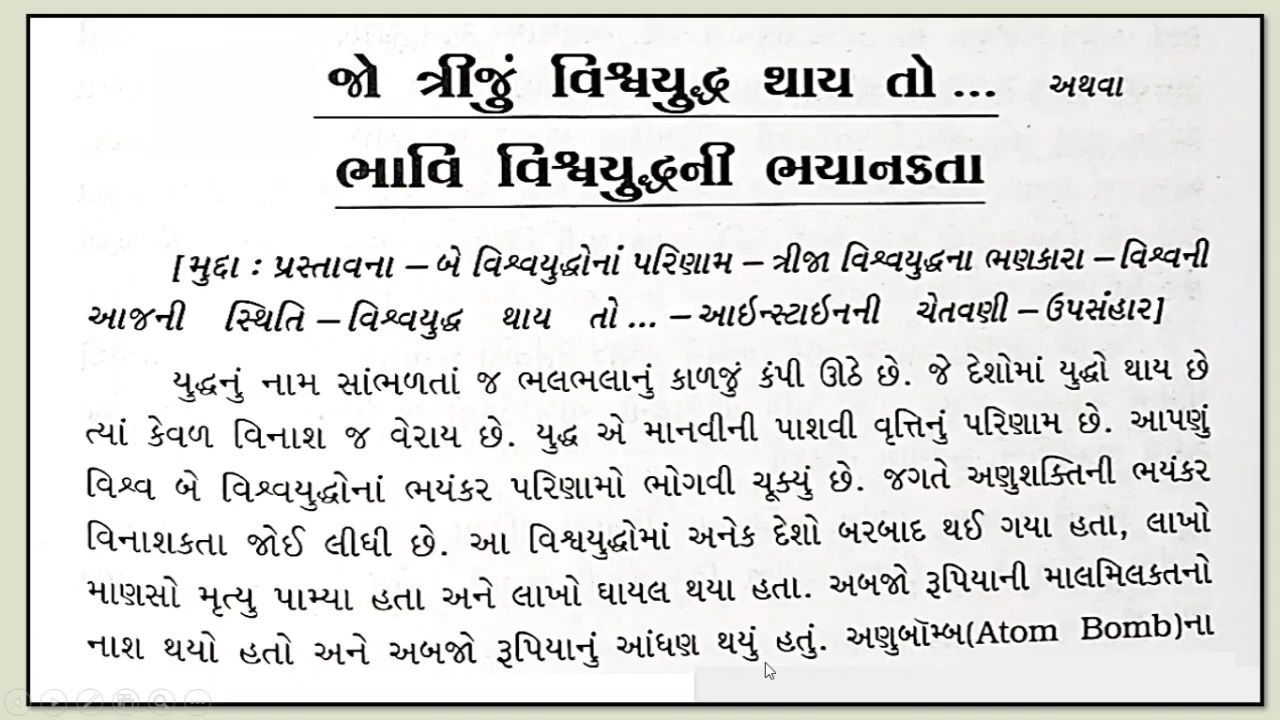 જો ત્રીજું વિશ્વયુદ્ધ થાય તો ... અથવા
ભાવિ વિશ્વયુદ્ધની ભયાનકતા
[મુદ્દા : પ્રસ્તાવના – બે વિશ્વયુદ્ધોનાં પરિણામ – ત્રીજા વિશ્વયુદ્ધના ભણકારા – વિશ્વની
આજની સ્થિતિ – વિશ્વયુદ્ધ થાય તો ... – આઇન્સ્ટાઇનની ચેતવણી – ઉપસંહાર]
યુદ્ધનું નામ સાંભળતાં જ ભલભલાનું કાળજું કંપી ઊઠે છે. જે દેશોમાં યુદ્ધો થાય છે
ત્યાં કેવળ વિનાશ જ વેરાય છે. યુદ્ધ એ માનવીની પાશવી વૃત્તિનું પરિણામ છે. આપણું
વિશ્વ બે વિશ્વયુદ્ધોનાં ભયંકર પરિણામો ભોગવી ચૂક્યું છે. જગતે અણુશક્તિની ભયંકર
વિનાશકતા જોઈ લીધી છે. આ વિશ્વયુદ્ધોમાં અનેક દેશો બરબાદ થઈ ગયા હતા, લાખો
માણસો મૃત્યુ પામ્યા હતા અને લાખો ઘાયલ થયા હતા. અબજો રૂપિયાની માલમિલકતનો
નાશ થયો હતો અને અબજો રૂપિયાનું આંધણ થયું હતું. અણુબૉમ્બ(Atom Bomb)ના